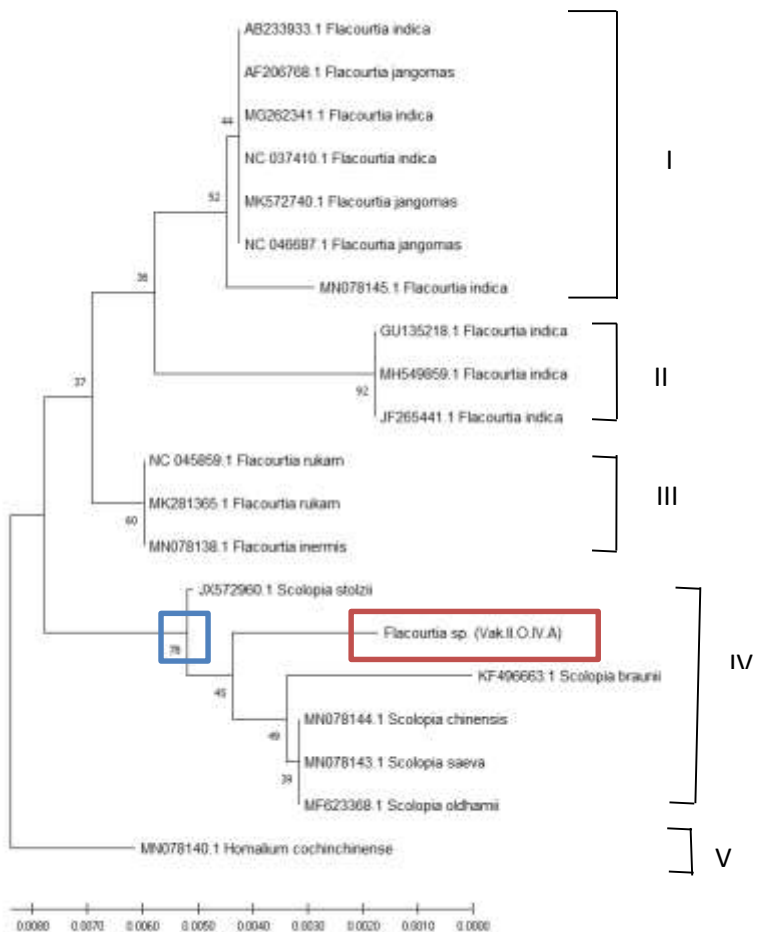 AB233933.1 Flacourtia indica
AF206768.1 Flacourtia jangomas
MG262341.1 Flacourtia indica
44
NC 037410.1 Flacourtia indica
I
MK572740.1 Flacourtia jangomas
52
NC 046687.1 Flacourtia jangomas
36
MN078145.1 Flacourtia indica
GU135218.1 Flacourtia indica
MH549859.1 Flacourtia indica
II
37
92
JF265441.1 Flacourtia indica
NC 045859.1 Flacourtia rukam
MK281365.1 Flacourtia rukam
III
60
MN078138.1 Flacourtia inermis
JX572960.1 Scolopia stolzii
Flacourtia sp. (Vak.II.O.IV.A)
78
IV
KF496663.1 Scolopia braunii
45
MN078144.1 Scolopia chinensis
49
MN078143.1 Scolopia saeva
39
MF623368.1 Scolopia oldhamii
MN078140.1 Homalium cochinchinense
V
0.0080 0.0070 0.0060 0.0050 0.0040 0.0030 0.0020 0.0010 0.0000